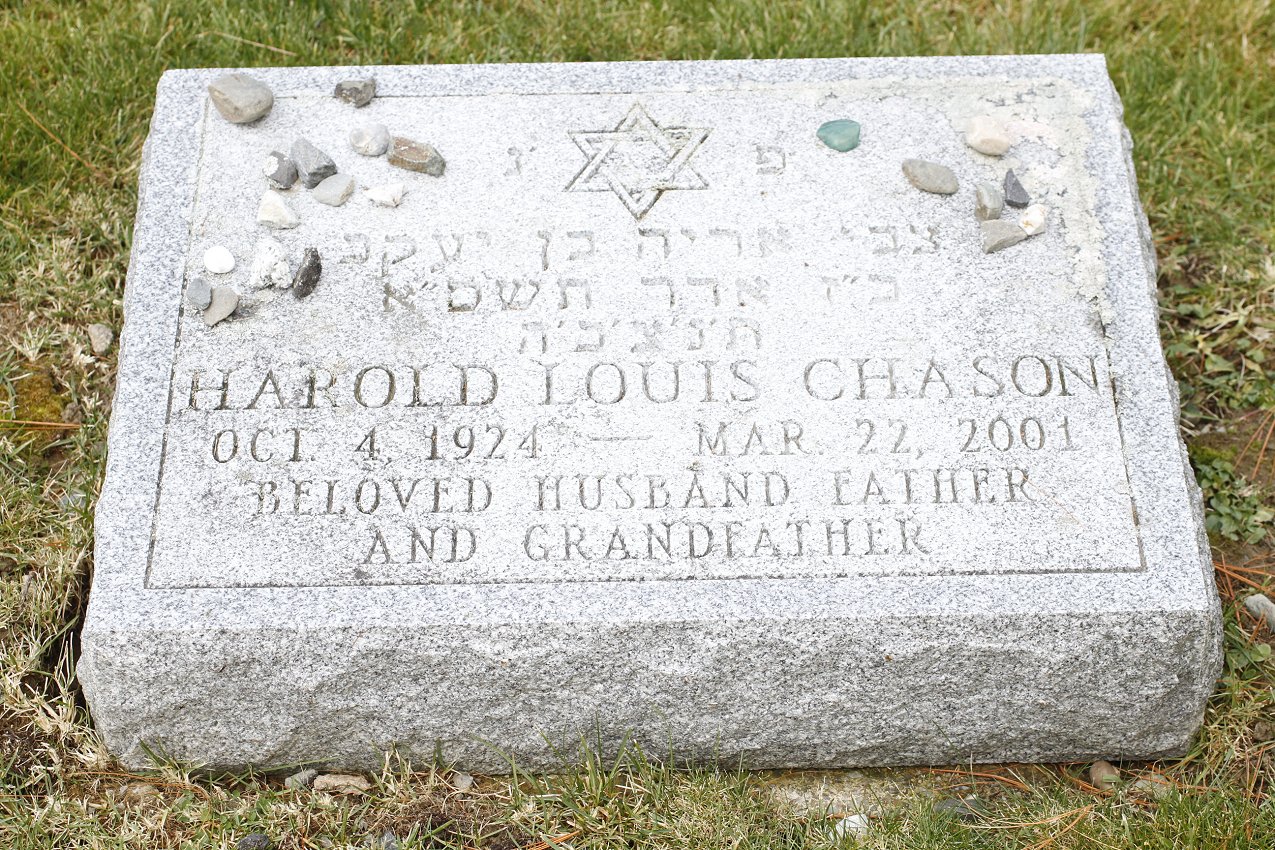 פ' נ'
צבי אריה בן יעקב
כ"ז אדר תשס"א
ת'נ'צ'ב'ה
HAROLD LOUIS CHASON
OCT. 4, 1924 — MAR. 22, 2001
BELOVED HUSBAND, FATHER
AND GRANDFATHER